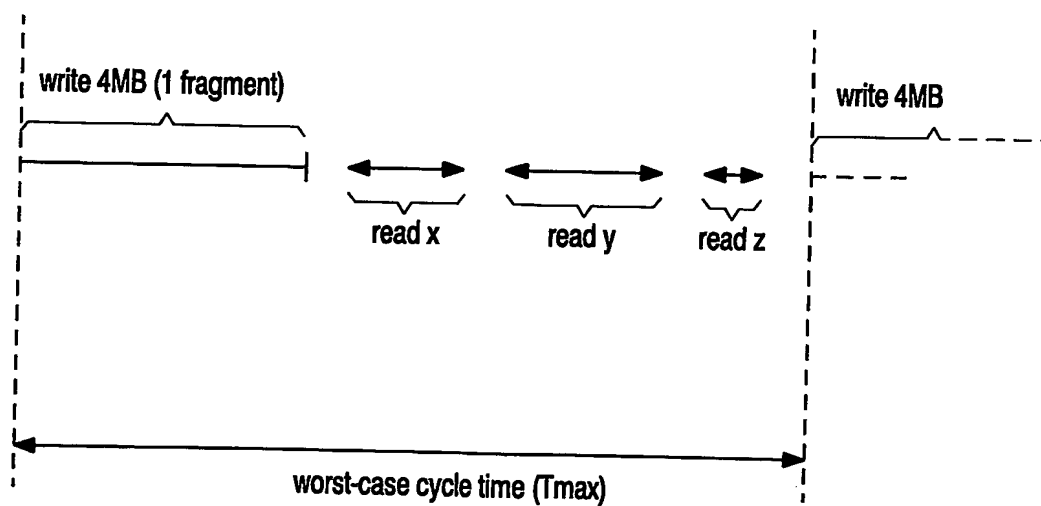 write 4MB (1 fragment)
write 4MB
read x
read y
read z
worst-case cycle time (Tmax)